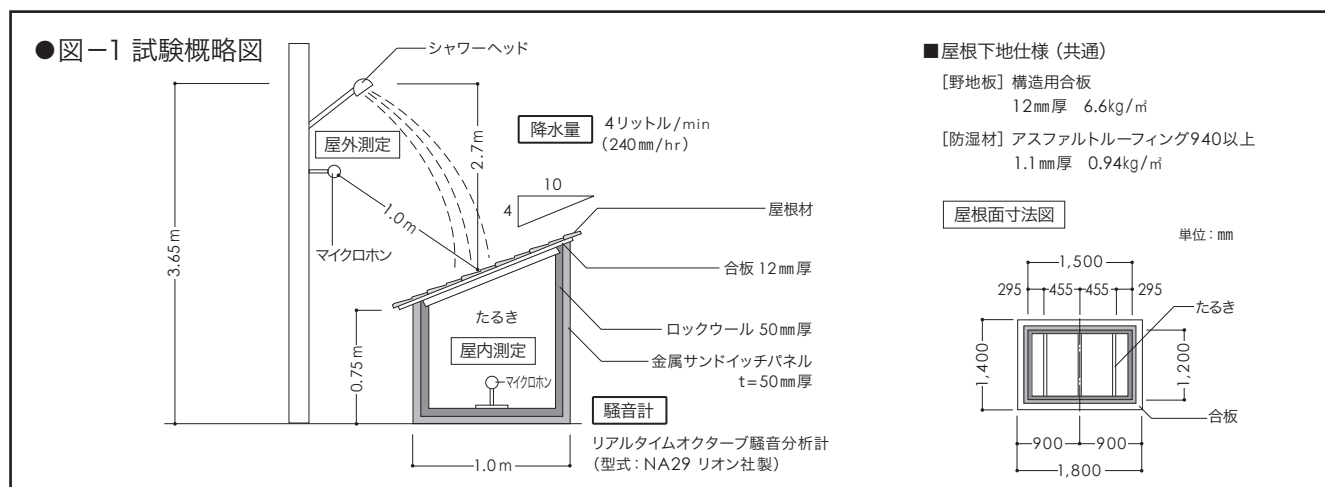 ●図−1 試験概略図
シャワーヘッド
屋外測定
2.7m
降水量 4リットル/min
(240㎜/hr)
10
4
マイクロホン
1.0m
3.65m
屋根材
合板 12㎜厚
たるき
ロックウール 50㎜厚
屋内測定
0.75m
マイクロホン
金属サンドイッチパネル
t=50㎜厚
騒音計
リアルタイムオクターブ騒音分析計
(型式:NA29 リオン社製)
1.0m
■屋根下地仕様(共通)
[野地板] 構造用合板
12㎜厚 6.6㎏/㎡
[防湿材] アスファルトルーフィング940以上
1.1㎜厚 0.94㎏/㎡
屋根面寸法図
単位:㎜
1,500
295 455 455 295
たるき
1,400
1,200
合板
900 900
1,800